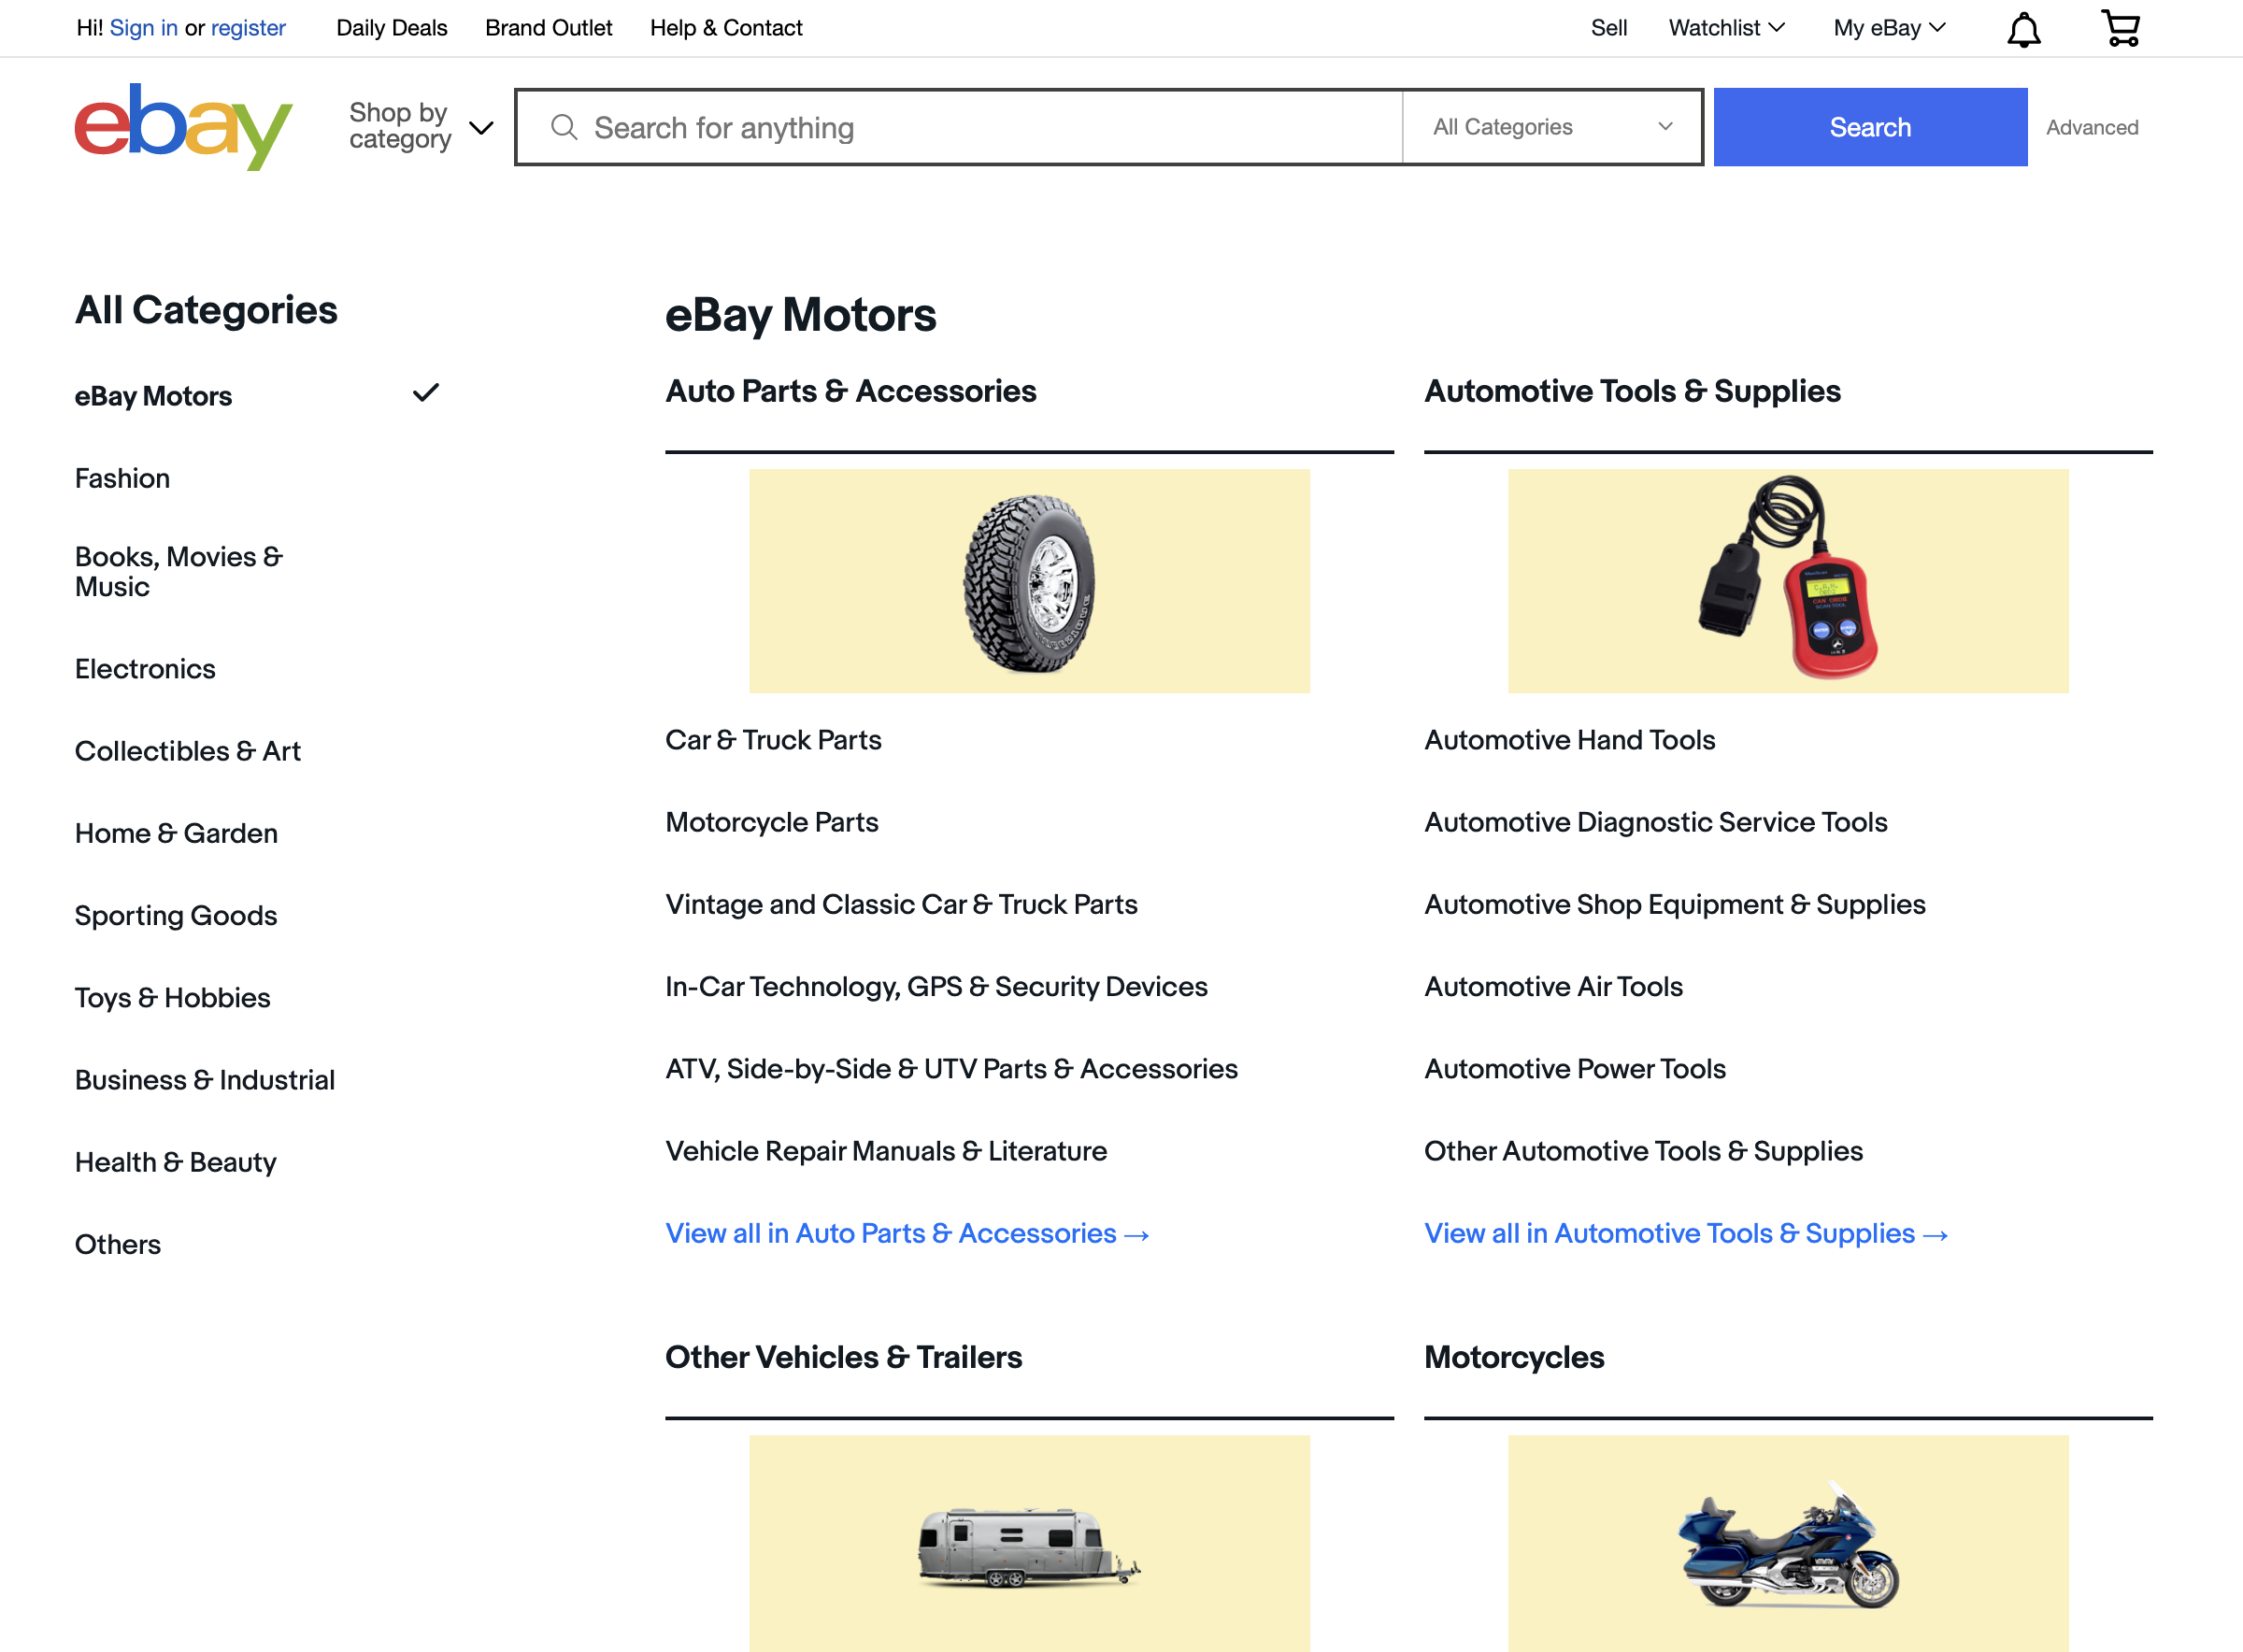 Hi! Sign in or register Daily Deals Brand Outlet Help & Contact Sell Watchlist My eBay
ebay
Shop by
category
Search for anything
All Categories
Search
Advanced
All Categories
eBay Motors
Fashion
Books, Movies &
Music
Electronics
Collectibles & Art
Home & Garden
Sporting Goods
Toys & Hobbies
Business & Industrial
Health & Beauty
Others
eBay Motors
Auto Parts & Accessories
Car & Truck Parts
Motorcycle Parts
Vintage and Classic Car & Truck Parts
In-Car Technology, GPS & Security Devices
ATV, Side-by-Side & UTV Parts & Accessories
Vehicle Repair Manuals & Literature
View all in Auto Parts & Accessories →
Automotive Tools & Supplies
CAN OBDII
SCAN TOOL
Automotive Hand Tools
Automotive Diagnostic Service Tools
Automotive Shop Equipment & Supplies
Automotive Air Tools
Automotive Power Tools
Other Automotive Tools & Supplies
View all in Automotive Tools & Supplies →
Other Vehicles & Trailers
Motorcycles